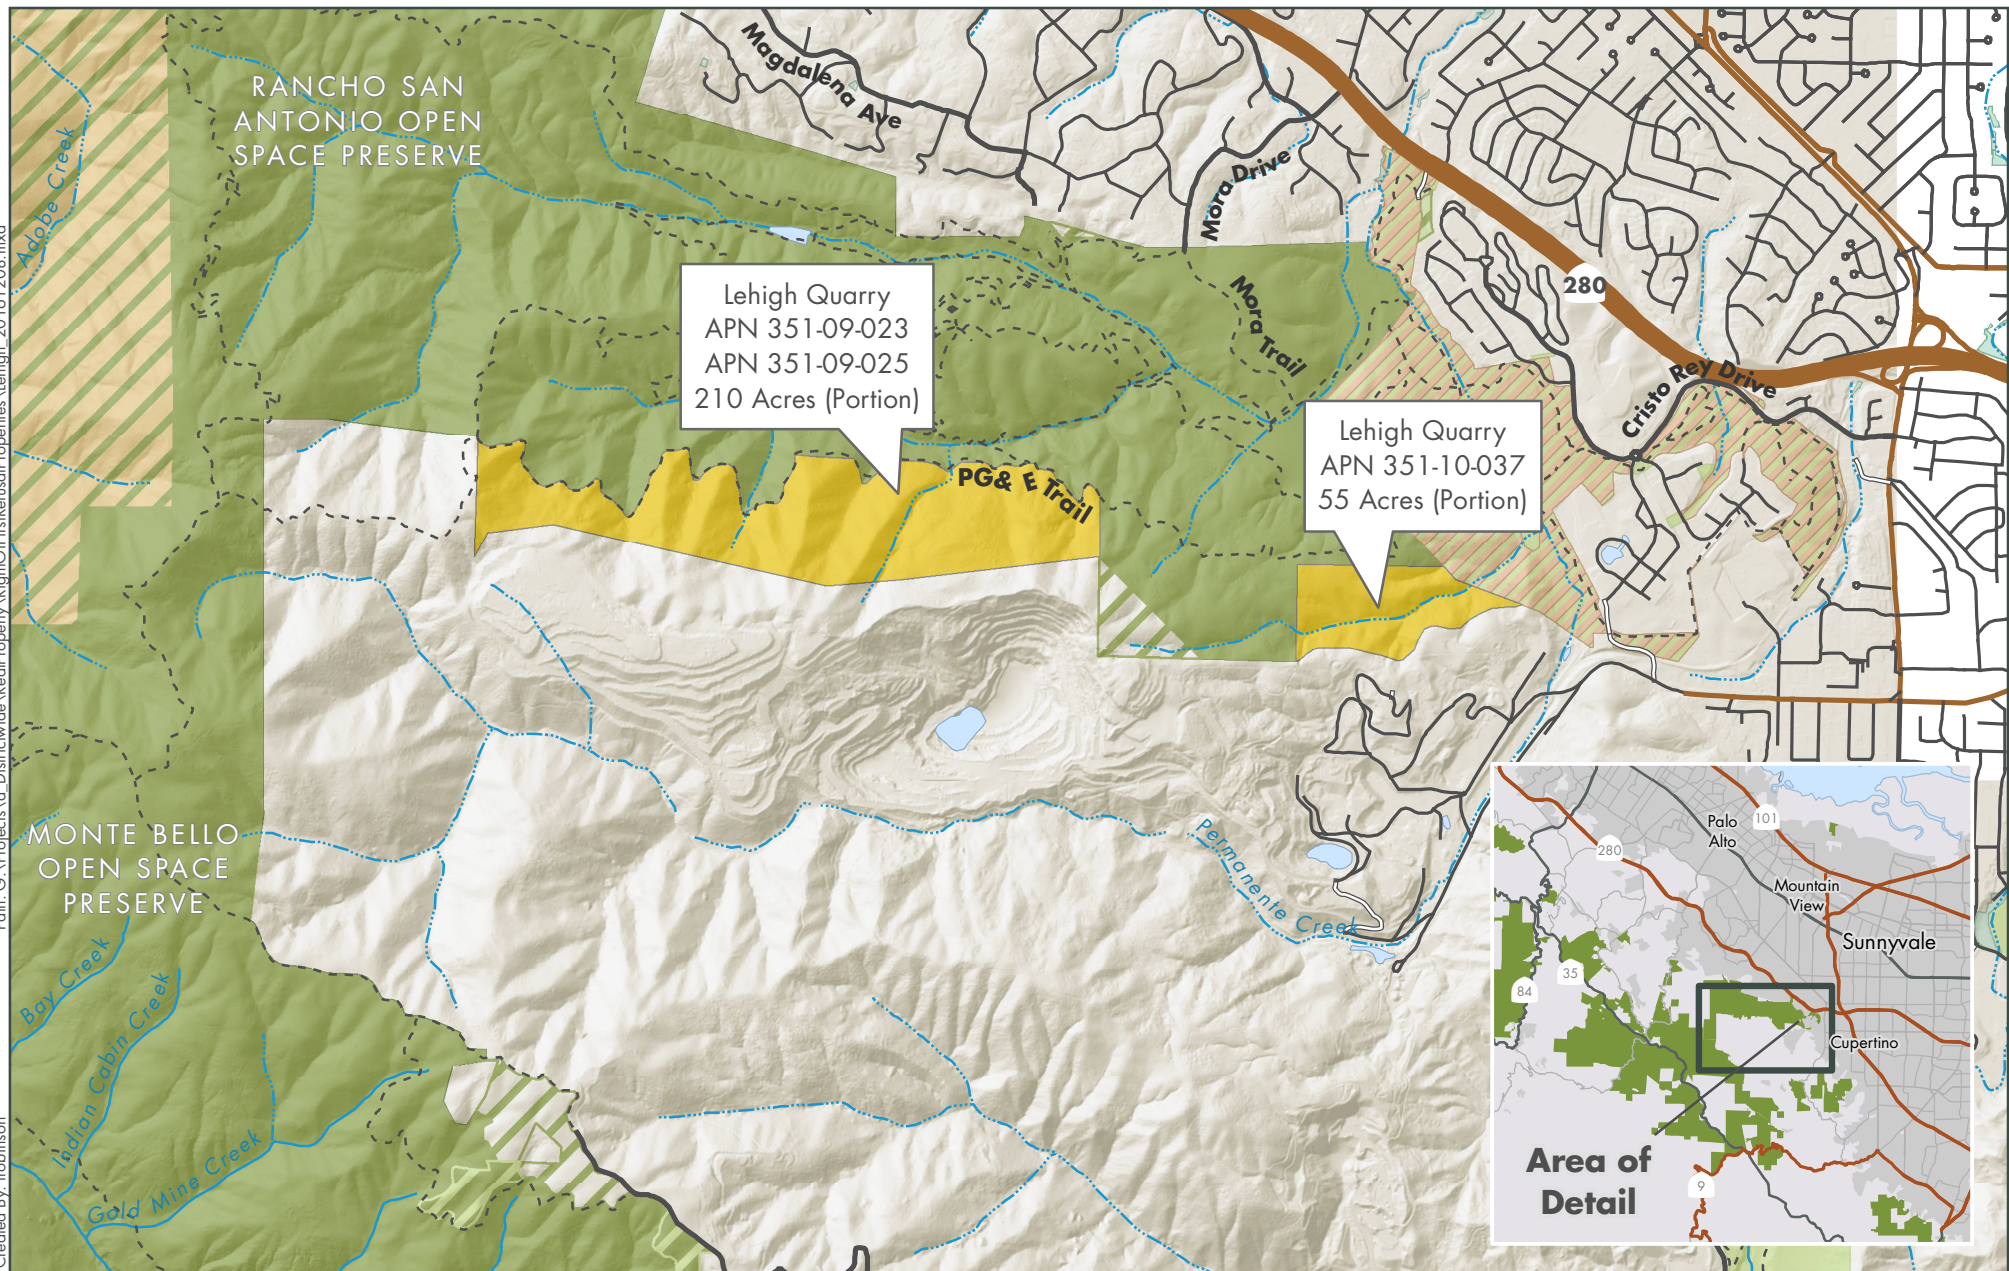 RANCHO SAN
ANTONIO OPEN
SPACE PRESERVE
Adobe Creek
Magdalena Ave
Mora Drive
280
Mora Trail
Cristo Rey Drive
Lehigh Quarry
APN 351-09-023
APN 351-09-025
210 Acres (Portion)
Lehigh Quarry
APN 351-10-037
55 Acres (Portion)
PG& E Trail
MONTE BELLO
OPEN SPACE
PRESERVE
Permanente Creek
Bay Creek
Indian Cabin Creek
Gold Mine Creek
Palo
Alto
101
280
Mountain
View
Sunnyvale
35
84
Cupertino
Area of
Detail
9